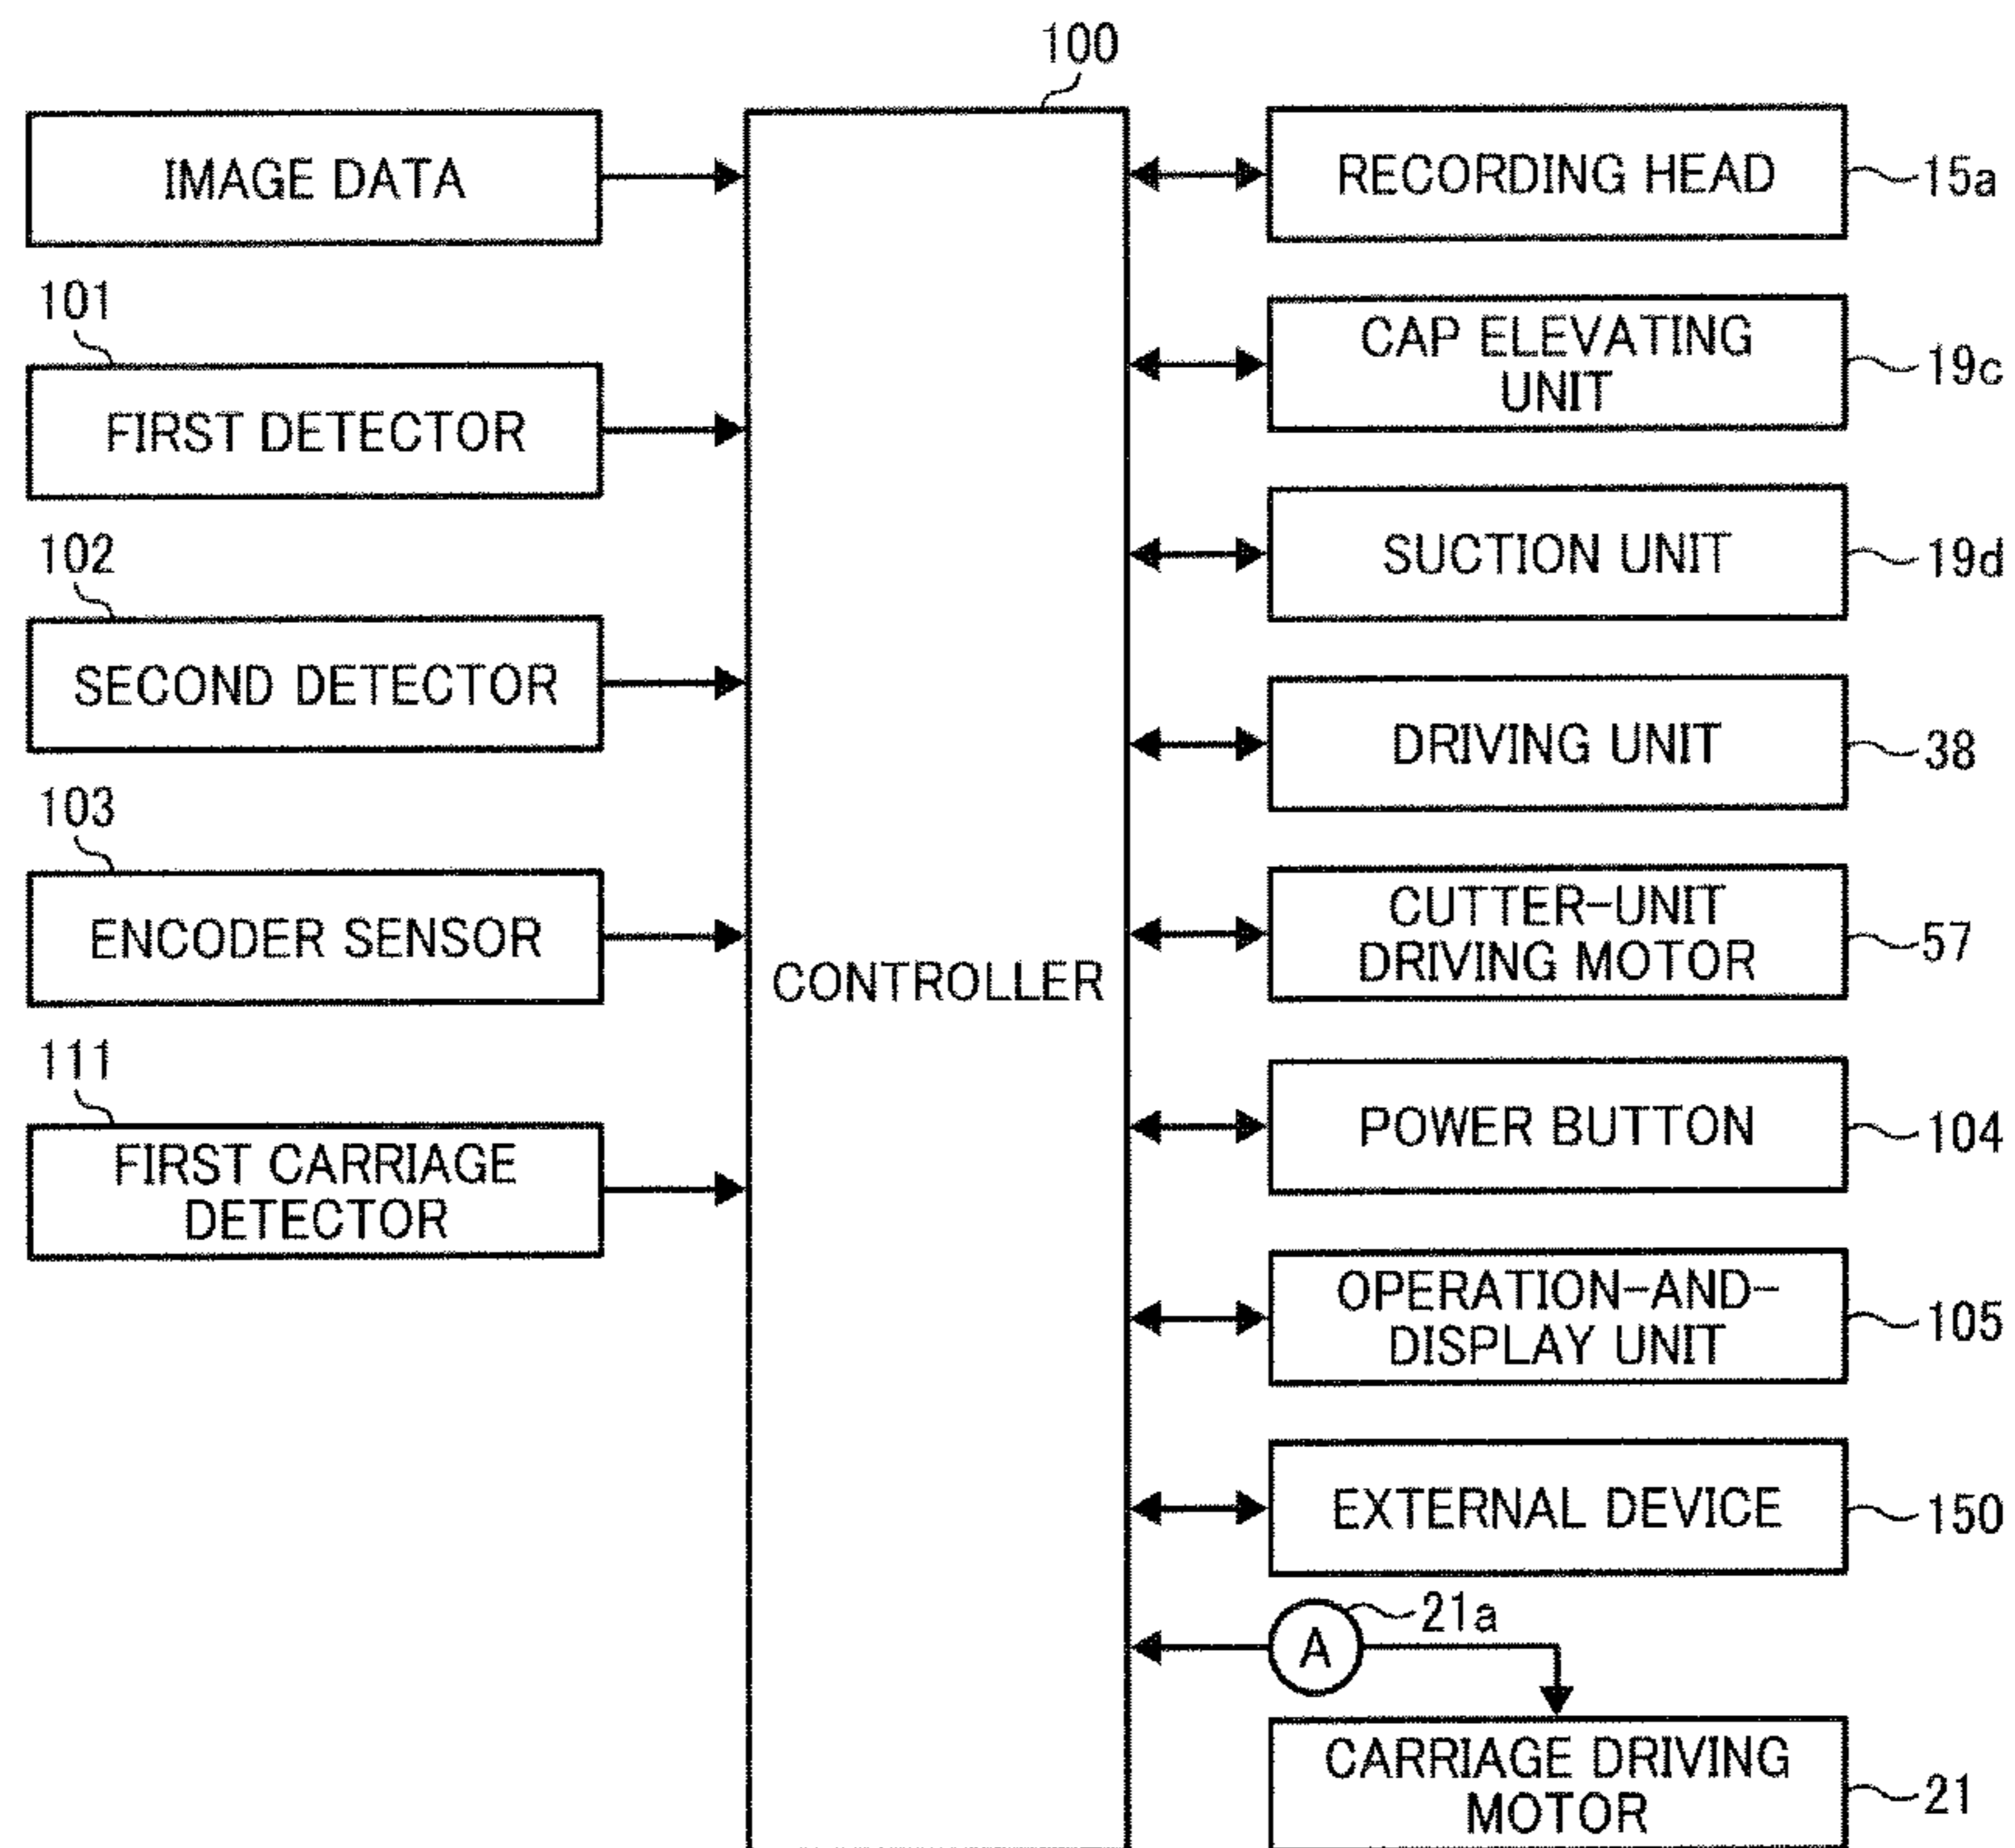 100
IMAGE DATA
101
FIRST DETECTOR
102
SECOND DETECTOR
103
ENCODER SENSOR
111
FIRST CARRIAGE
DETECTOR
CONTROLLER
RECORDING HEAD
15a
CAP ELEVATING
UNIT
19c
SUCTION UNIT
19d
DRIVING UNIT
38
CUTTER-UNIT
DRIVING MOTOR
57
POWER BUTTON
104
OPERATION-AND-
DISPLAY UNIT
105
EXTERNAL DEVICE
150
A
21a
CARRIAGE DRIVING
MOTOR
21